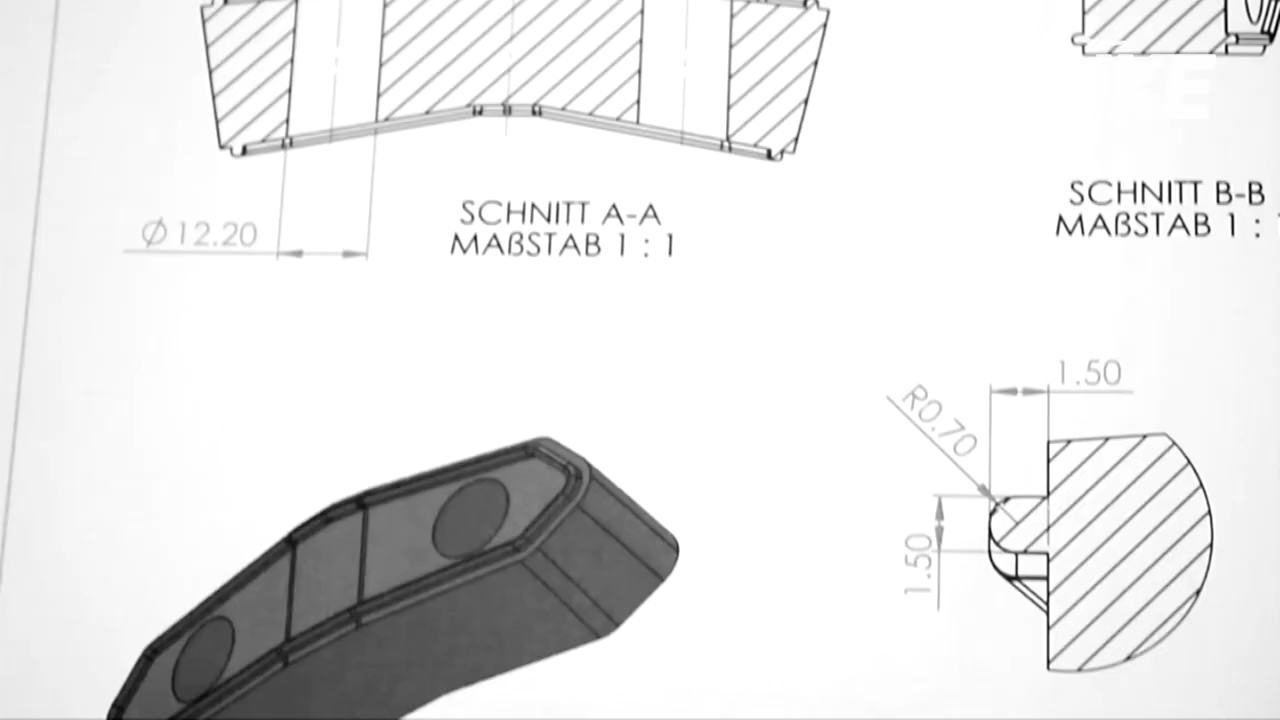 SCHNITT A-A
MAßSTAB 1 : 1
Ø 12.20
SCHNITT B-B
MAßSTAB 1 :
1.50
R0.70
1.50